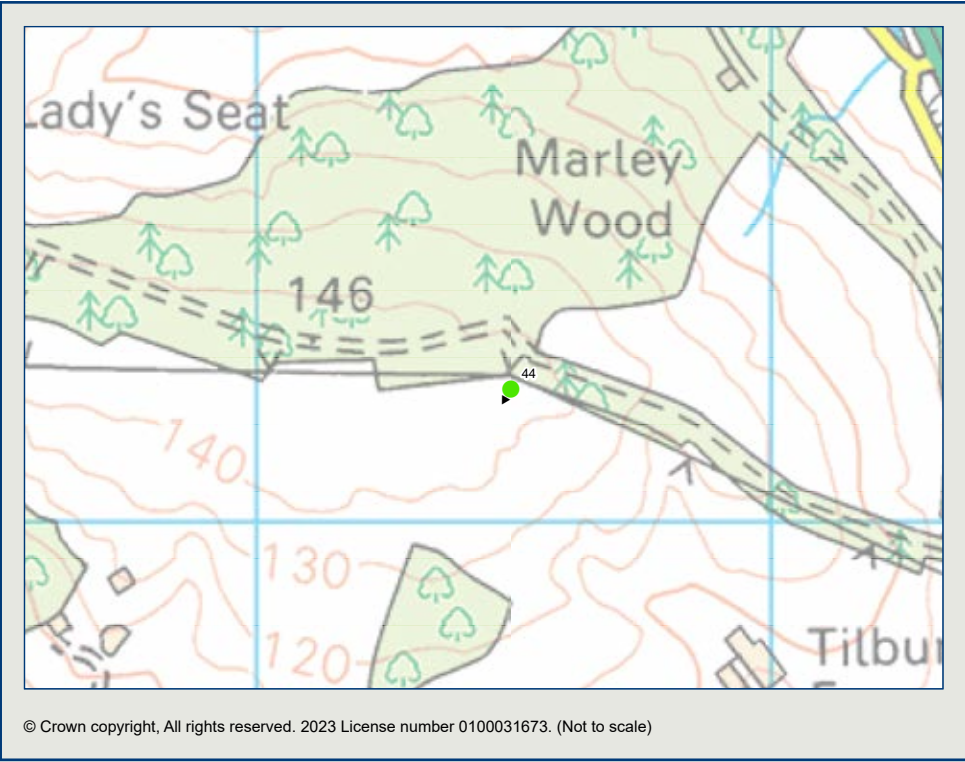 Lady's Seat
Marley
Wood
146
44
140
130
120
© Crown copyright, All rights reserved. 2023 License number 0100031673. (Not to scale)